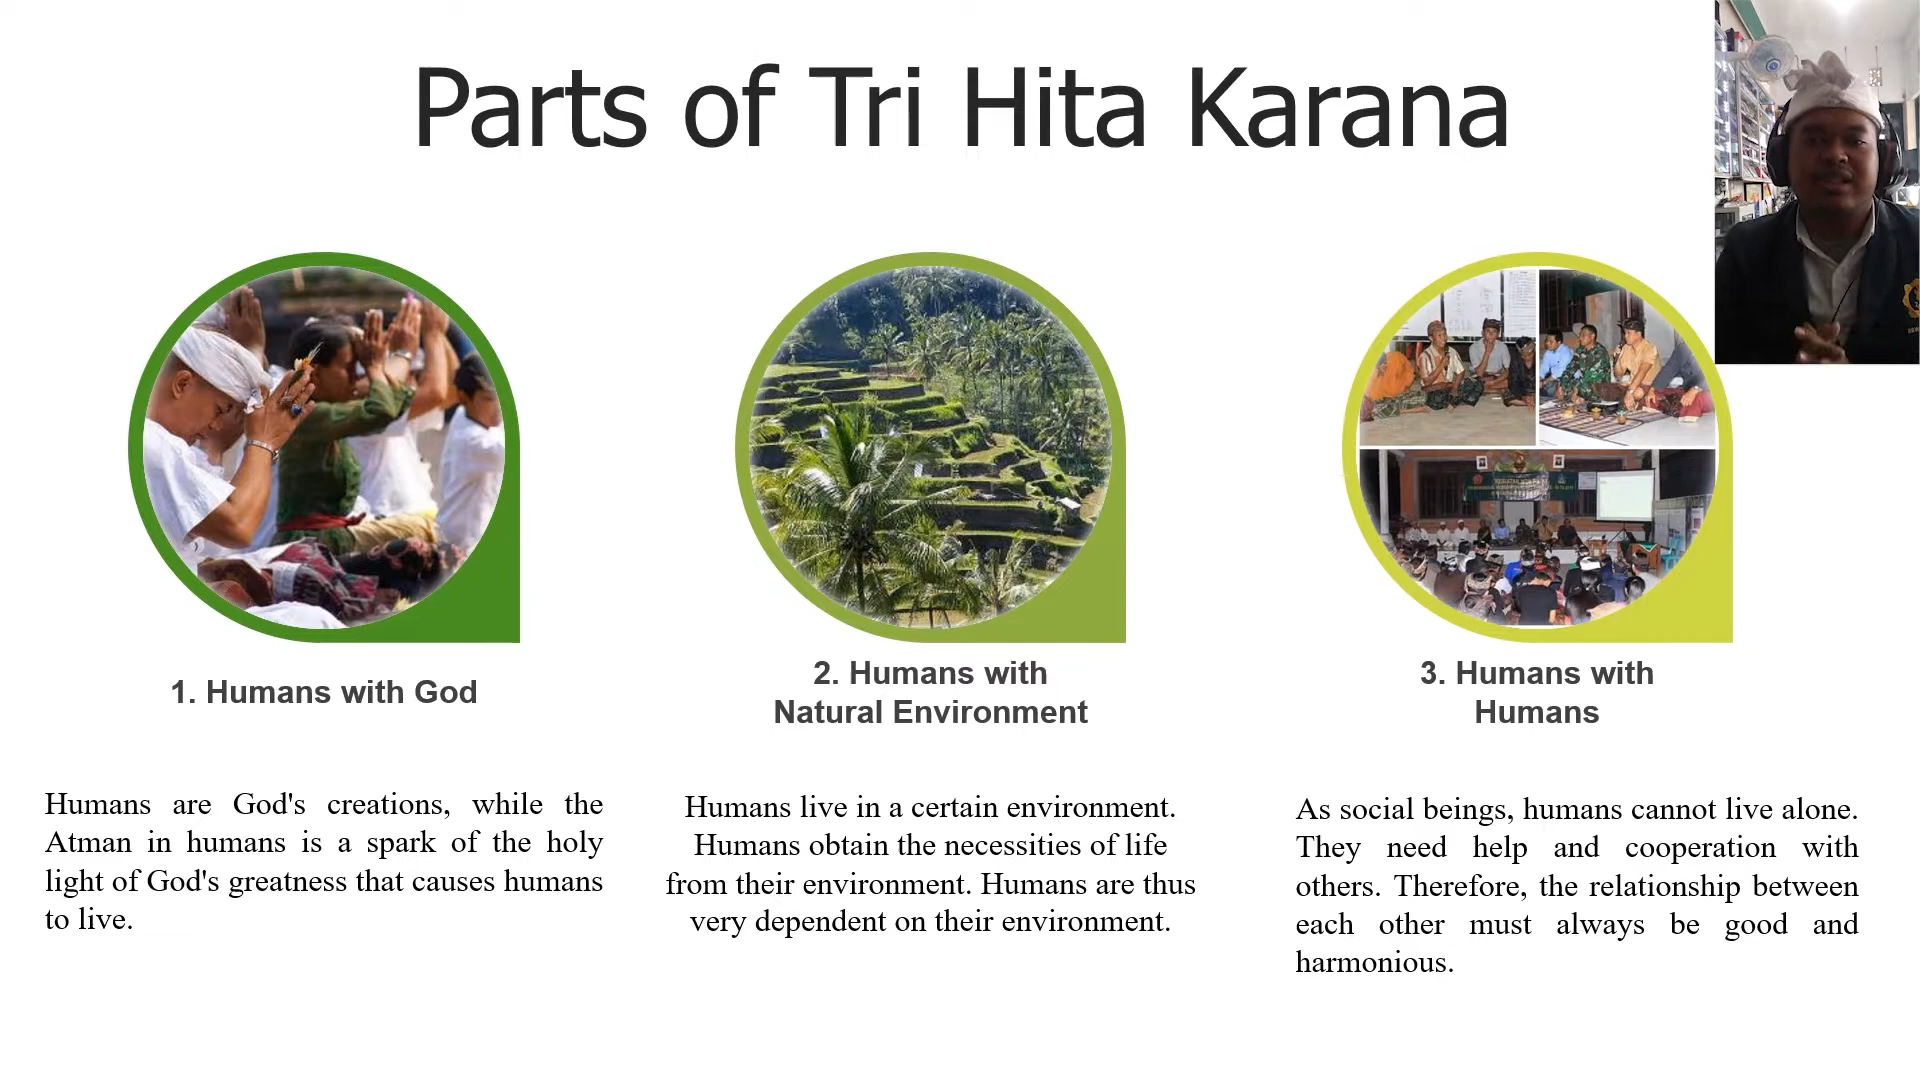 Parts of Tri Hita Karana
1. Humans with God
Humans are God's creations, while the
Atman in humans is a spark of the holy
light of God's greatness that causes humans
to live.
2. Humans with
Natural Environment
Humans live in a certain environment.
Humans obtain the necessities of life
from their environment. Humans are thus
very dependent on their environment.
3. Humans with
Humans
As social beings, humans cannot live alone.
They need help and cooperation with
others. Therefore, the relationship between
each other must always be good and
harmonious.